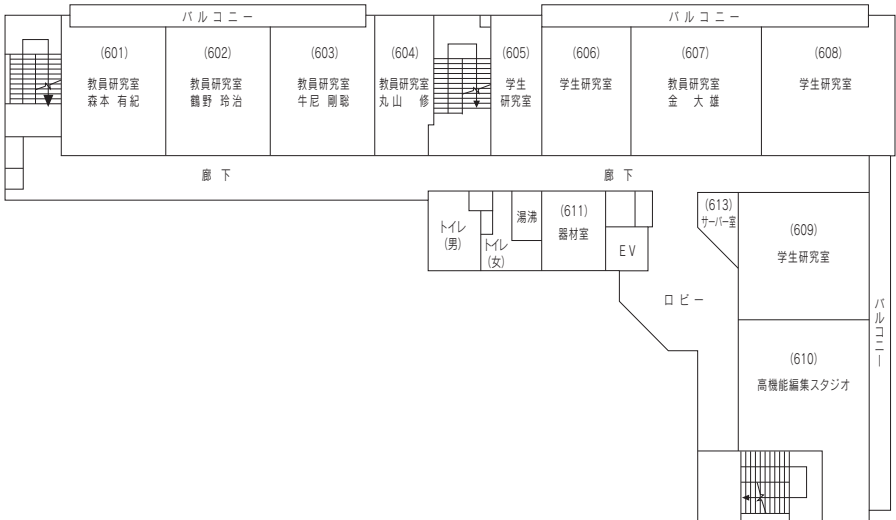 バルコニー
バルコニー
(601)
教員研究室
森本 有紀
(602)
教員研究室
鶴野 玲治
(603)
教員研究室
牛尼 剛聡
(604)
教員研究室
丸山 修
(605)
学生
研究室
(606)
学生研究室
(607)
教員研究室
金 大雄
(608)
学生研究室
廊下
廊下
トイレ
(男)
トイレ
(女)
湯沸
(611)
器材室
EV
(613)
サーバー室
(609)
学生研究室
ロビー
バルコニー
(610)
高機能編集スタジオ